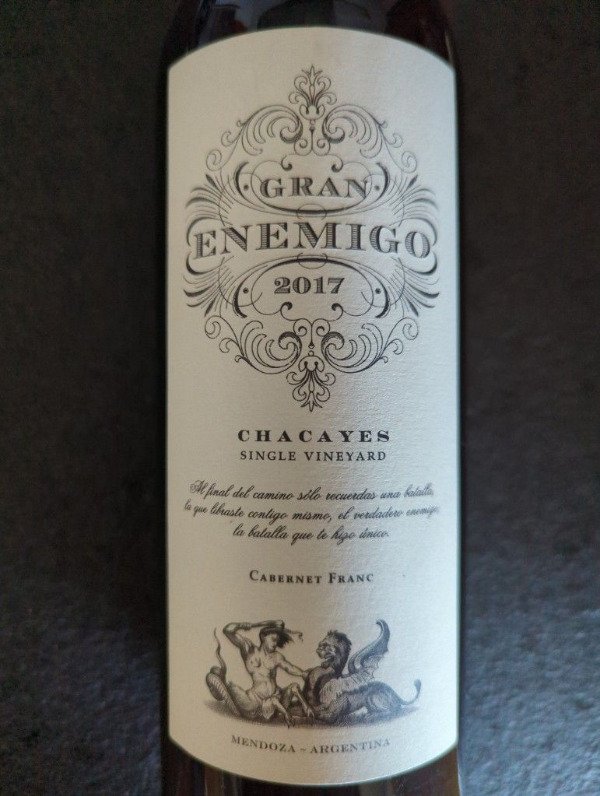 GRAN
ENEMIGO
2017
CHACAYES
SINGLE VINEYARD
Al final del camino sólo recuerdas una batalla,
la que libraste contigo mismo, el verdadero enemigo,
la batalla que te hizo único.
CABERNET FRANC
MENDOZA - ARGENTINA